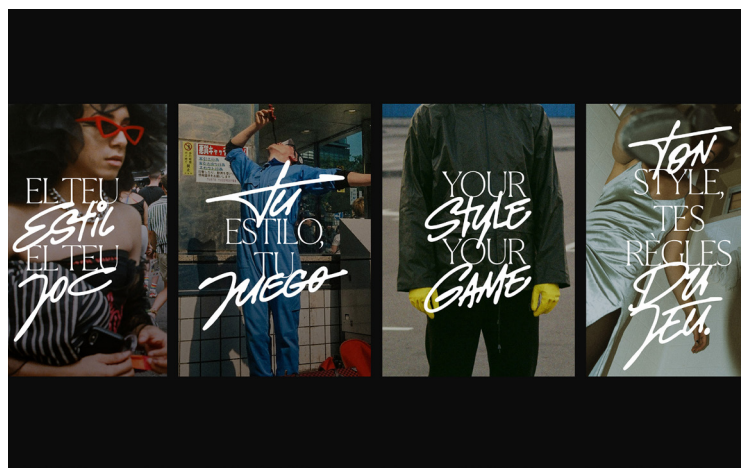 EL TEU
Estil
EL TEU
JOC
Tu
ESTILO,
TU
JUEGO
YOUR
STYLE
YOUR
GAME
TON
STYLE,
TES
RÈGLES
DU
JEU.